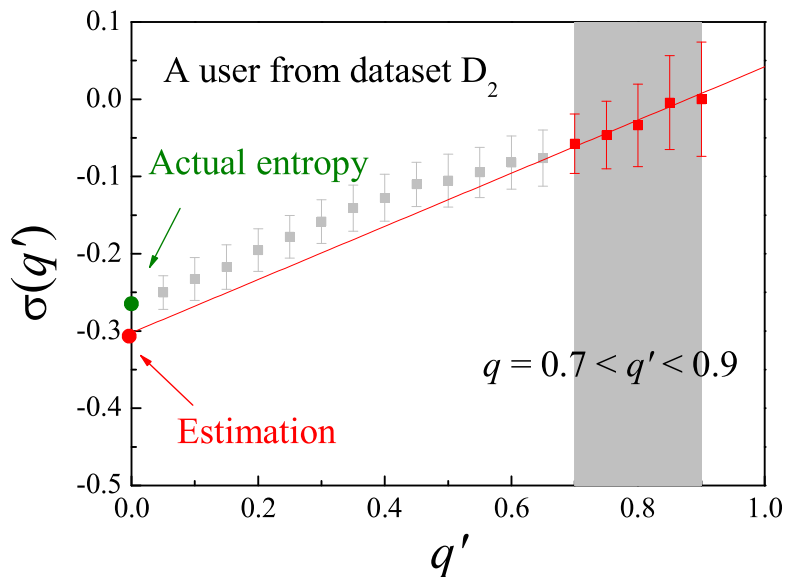 0.1
A user from dataset D₂
0.0
Actual entropy
-0.1
-0.2
σ(q′)
-0.3
q = 0.7 < q′ < 0.9
-0.4
Estimation
-0.5
0.0 0.2 0.4 0.6 0.8 1.0
q′